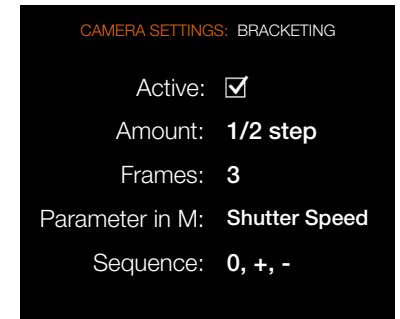 CAMERA SETTINGS: BRACKETING
Active: ☑
Amount: 1/2 step
Frames: 3
Parameter in M: Shutter Speed
Sequence: 0, +, -